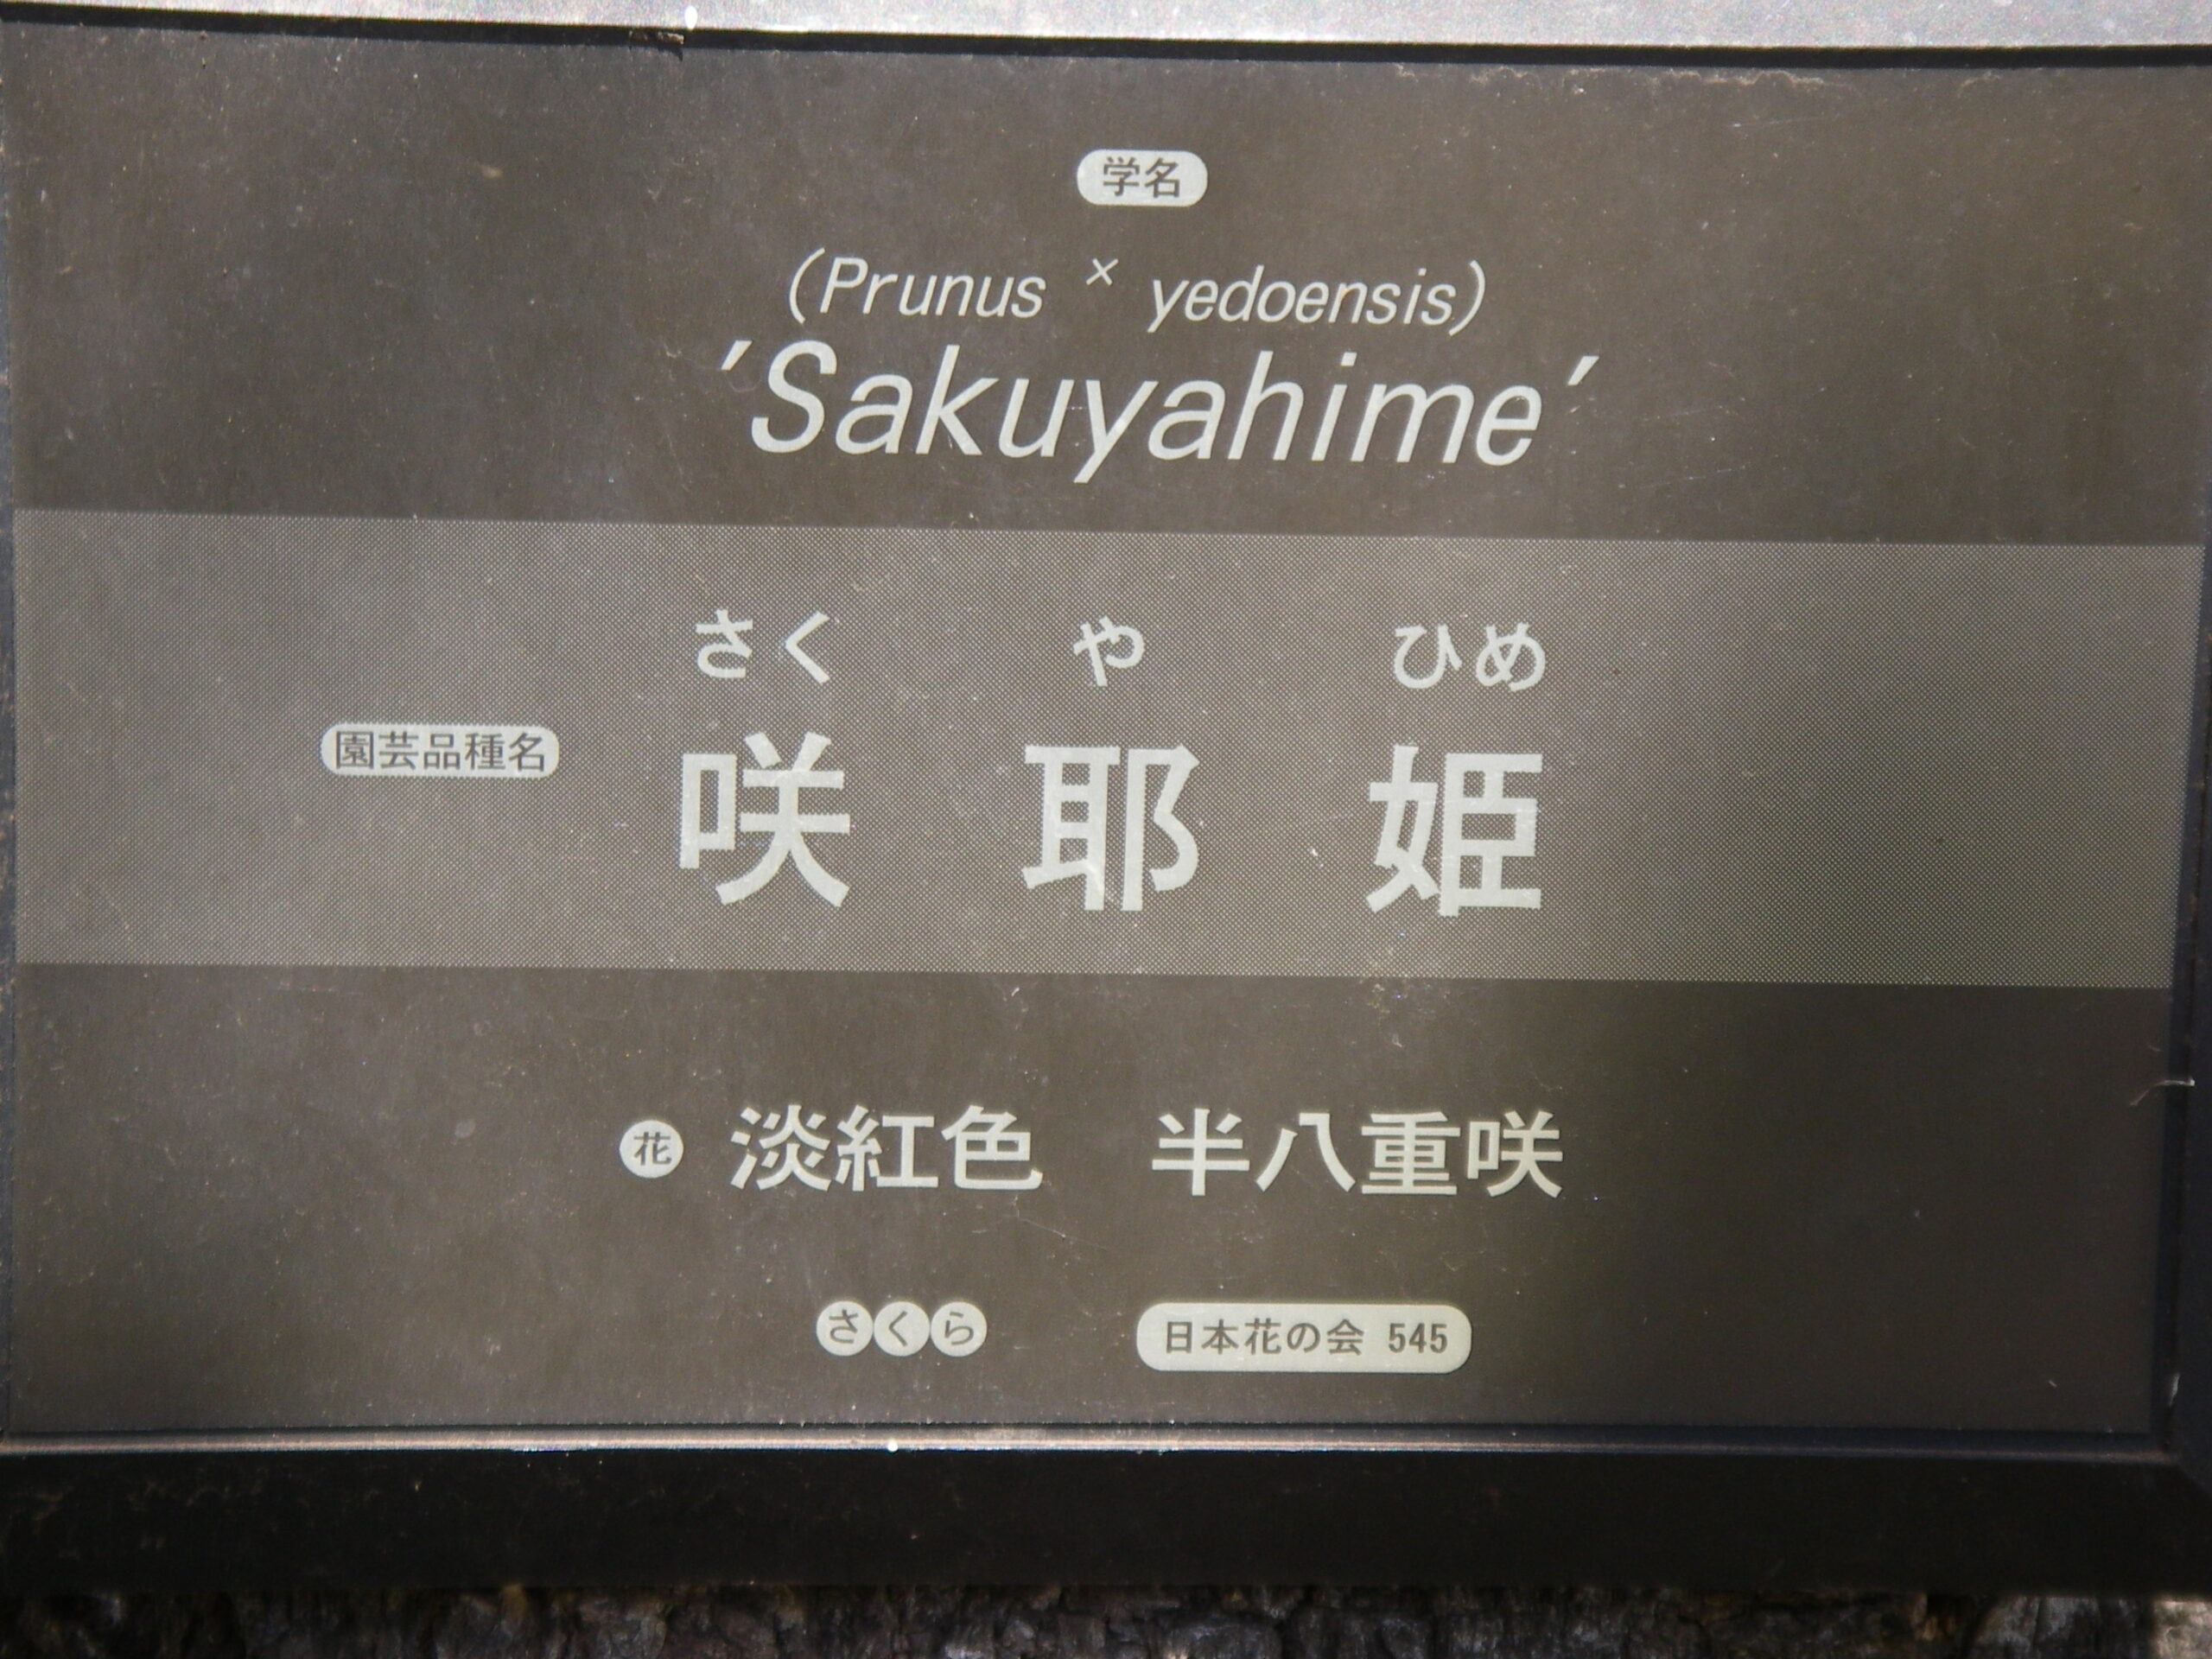 学名
(Prunus × yedoensis)
'Sakuyahime'
さく や ひめ
園芸品種名 咲 耶 姫
花 淡紅色 半八重咲
さくら 日本花の会 545